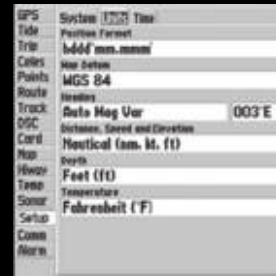 GPS
Tide
Trip
Celes
Points
Route
Track
DSC
Card
Map
Hiway
Temp
Sonar
Setup
Comm
Alarm
System Units Time
Position Format
hddd°mm.mmm'
Map Datum
WGS 84
Heading
Auto Mag Var 003°E
Distance, Speed and Elevation
Nautical (nm, kt, ft)
Depth
Feet (ft)
Temperature
Fahrenheit (°F)